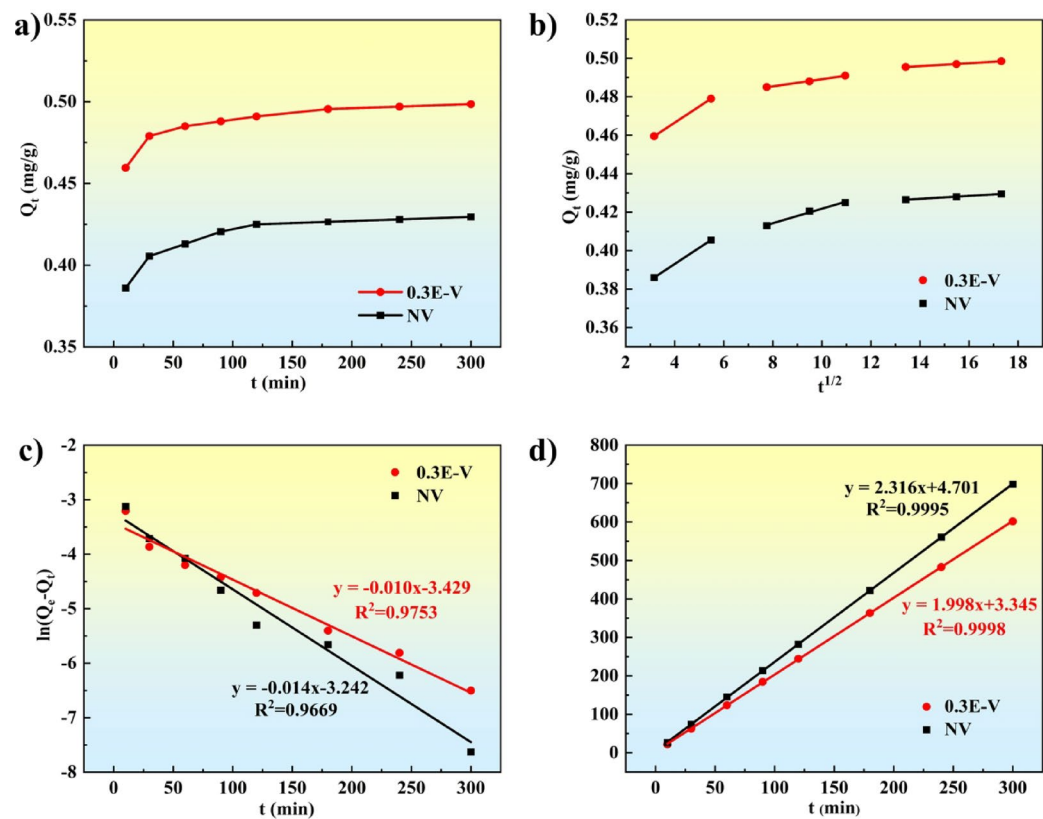 a)
0.55
0.50
0.45
0.40
0.35
Qt (mg/g)
0.3E-V
NV
0 50 100 150 200 250 300
t (min)
b)
0.52
0.50
0.48
0.46
0.44
0.42
0.40
0.38
0.36
Qt (mg/g)
0.3E-V
NV
2 4 6 8 10 12 14 16 18
t1/2
c)
-2
-3
-4
-5
-6
-7
-8
ln(Qe-Qt)
0.3E-V
NV
y = -0.010x-3.429
R2=0.9753
y = -0.014x-3.242
R2=0.9669
0 50 100 150 200 250 300
t (min)
d)
800
700
600
500
400
300
200
100
0
y = 2.316x+4.701
R2=0.9995
y = 1.998x+3.345
R2=0.9998
0.3E-V
NV
0 50 100 150 200 250 300
t (min)